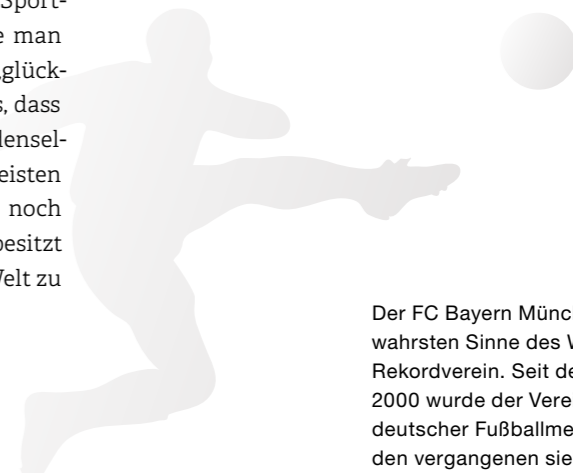 Sport-
e man
glück-
s, dass
densel-
eisten
noch
besitzt
Welt zu
Der FC Bayern Münc
wahrsten Sinne des W
Rekordverein. Seit de
2000 wurde der Vere
deutscher Fußballme
den vergangenen sie